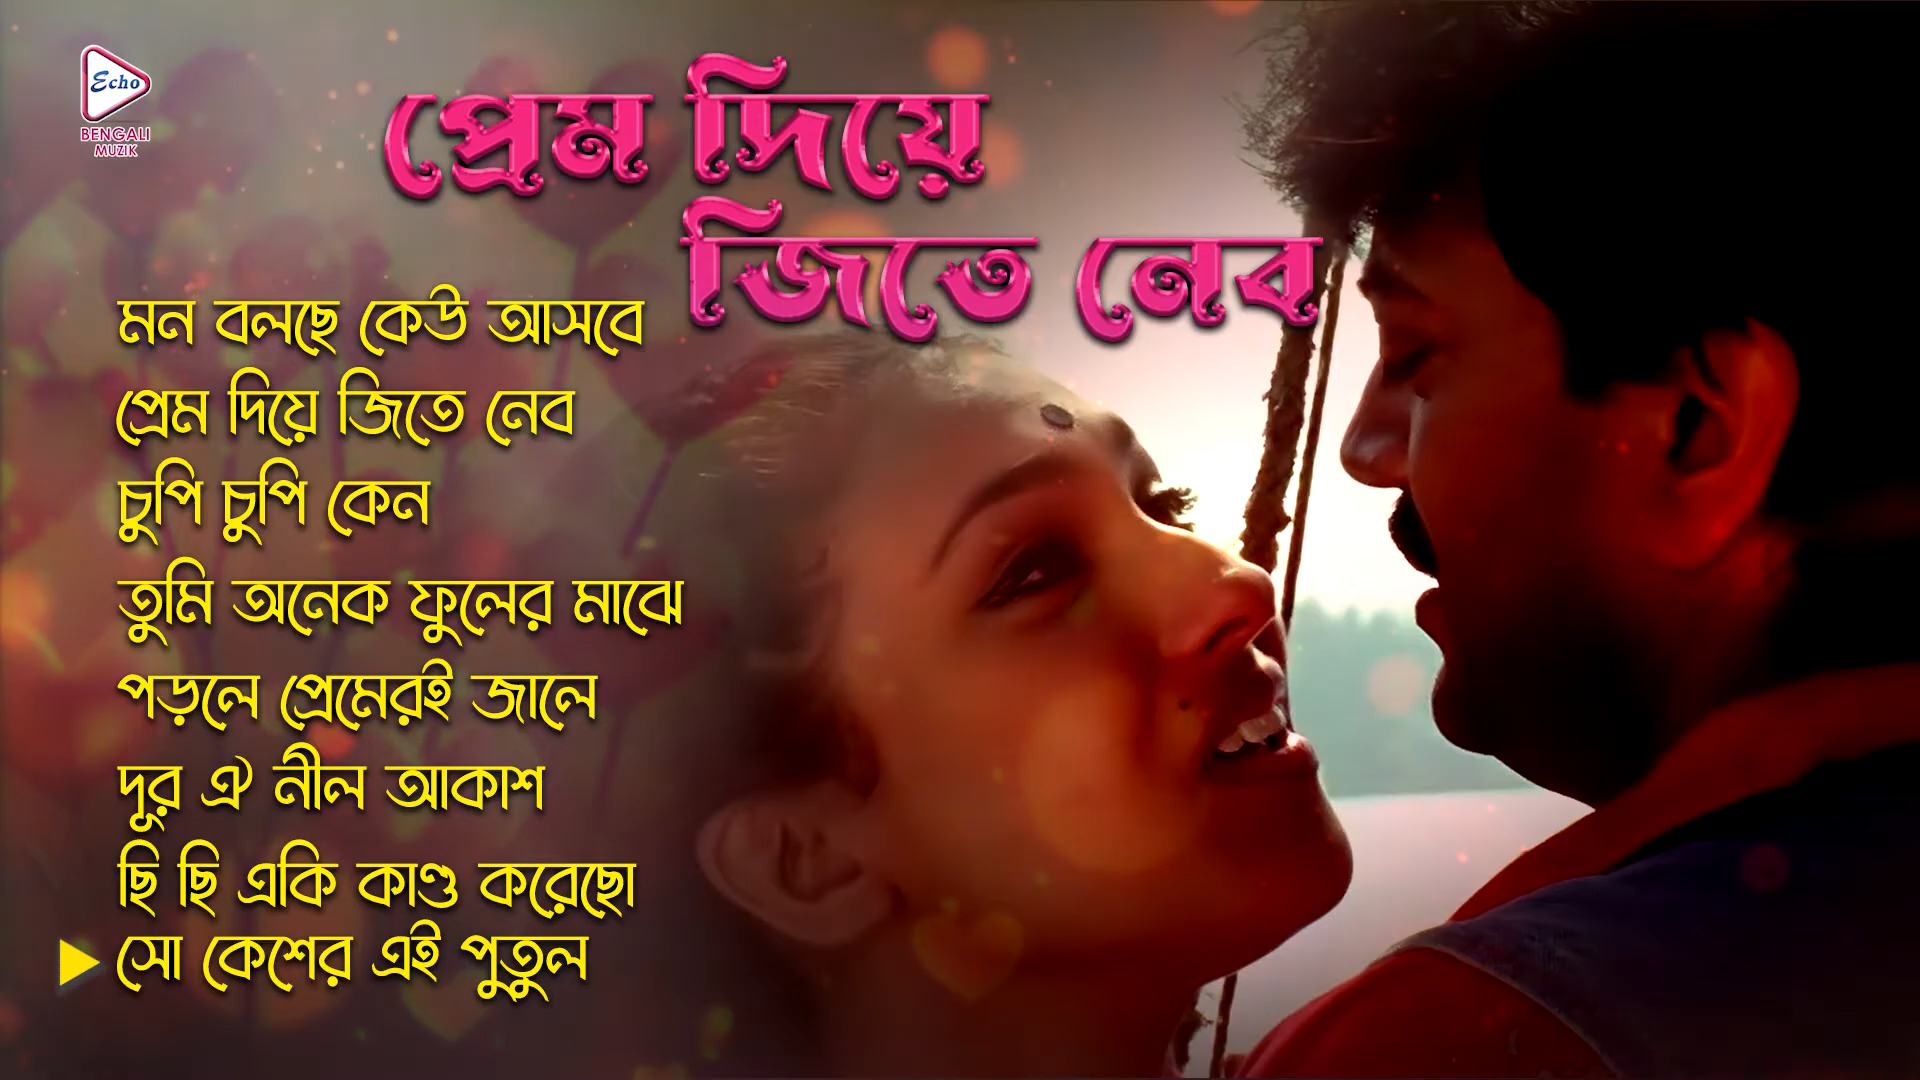 Echo
BENGALI
MUZIK
প্রেম দিয়ে
জিতে নেব
মন বলছে কেউ আসবে
প্রেম দিয়ে জিতে নেব
চুপি চুপি কেন
তুমি অনেক ফুলের মাঝে
পড়লে প্রেমেরই জালে
দূর ঐ নীল আকাশ
ছি ছি একি কাণ্ড করেছো
সো কেশের এই পুতুল